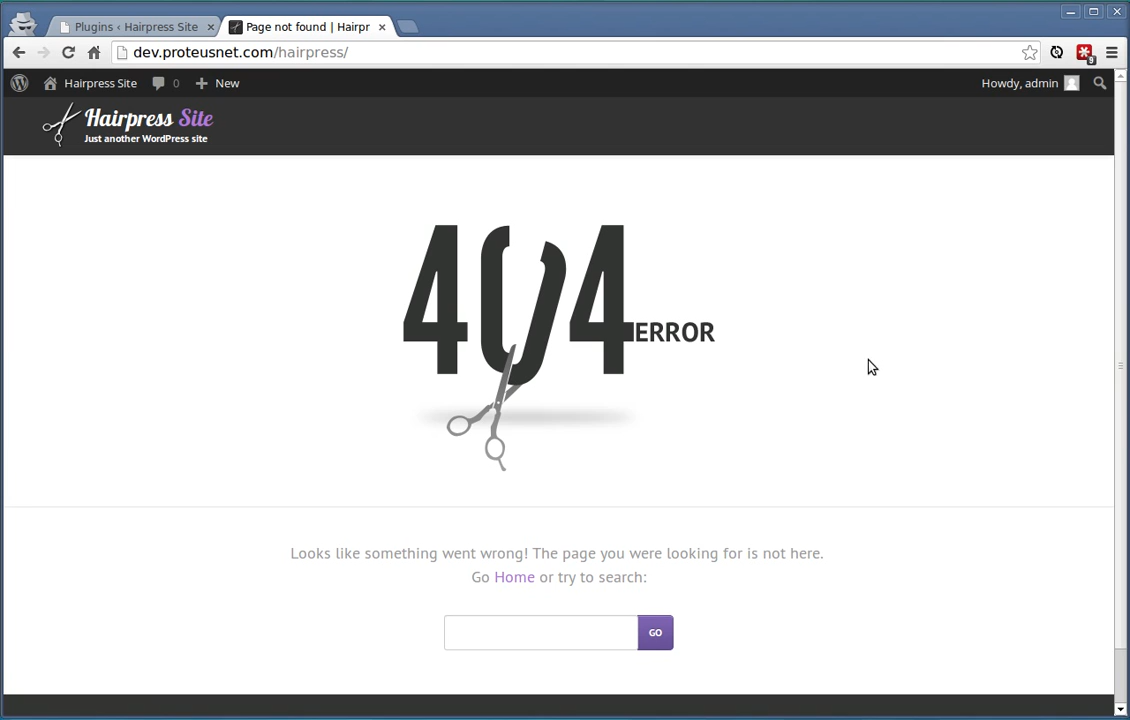 Plugins ‹ Hairpress Site
Page not found | Hairpr
dev.proteusnet.com/hairpress/
9
Hairpress Site
0
New
Howdy, admin
Hairpress Site
Just another WordPress site
404 ERROR
Looks like something went wrong! The page you were looking for is not here.
Go Home or try to search:
GO